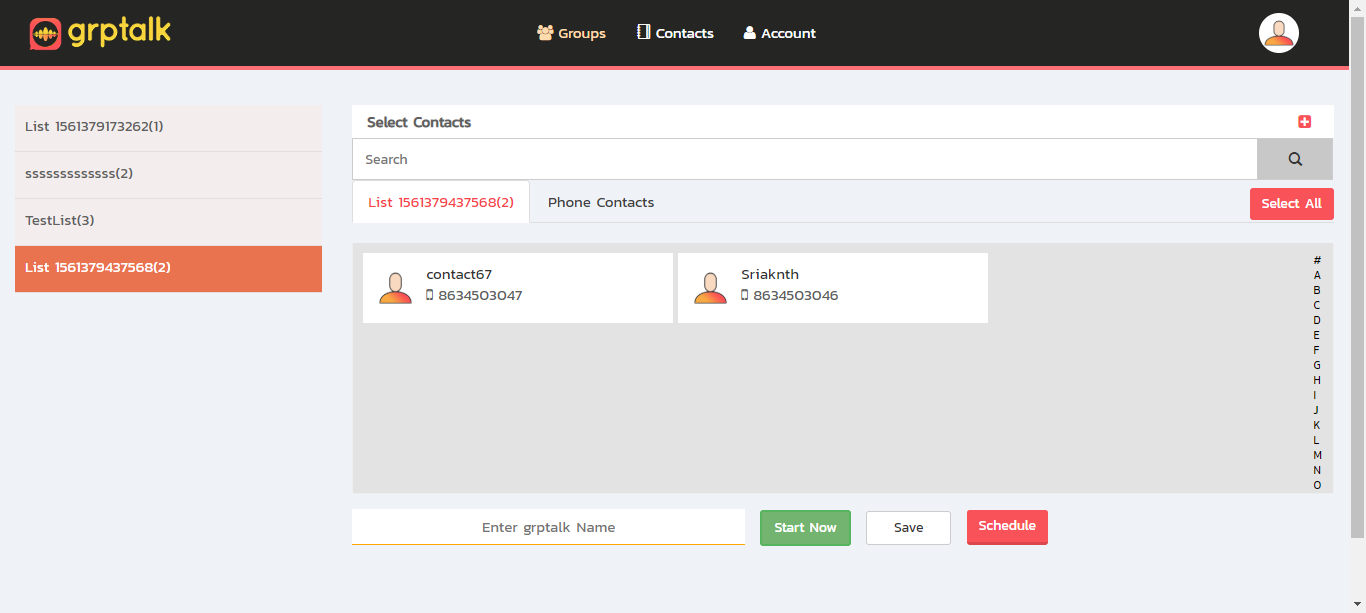 grptalk
Groups Contacts Account
List 1561379173262(1)
sssssssssssss(2)
TestList(3)
List 1561379437568(2)
Select Contacts
Search
List 1561379437568(2) Phone Contacts Select All
contact67
8634503047
Sriaknth
8634503046
#
A
B
C
D
E
F
G
H
I
J
K
L
M
N
O
Enter grptalk Name Start Now Save Schedule